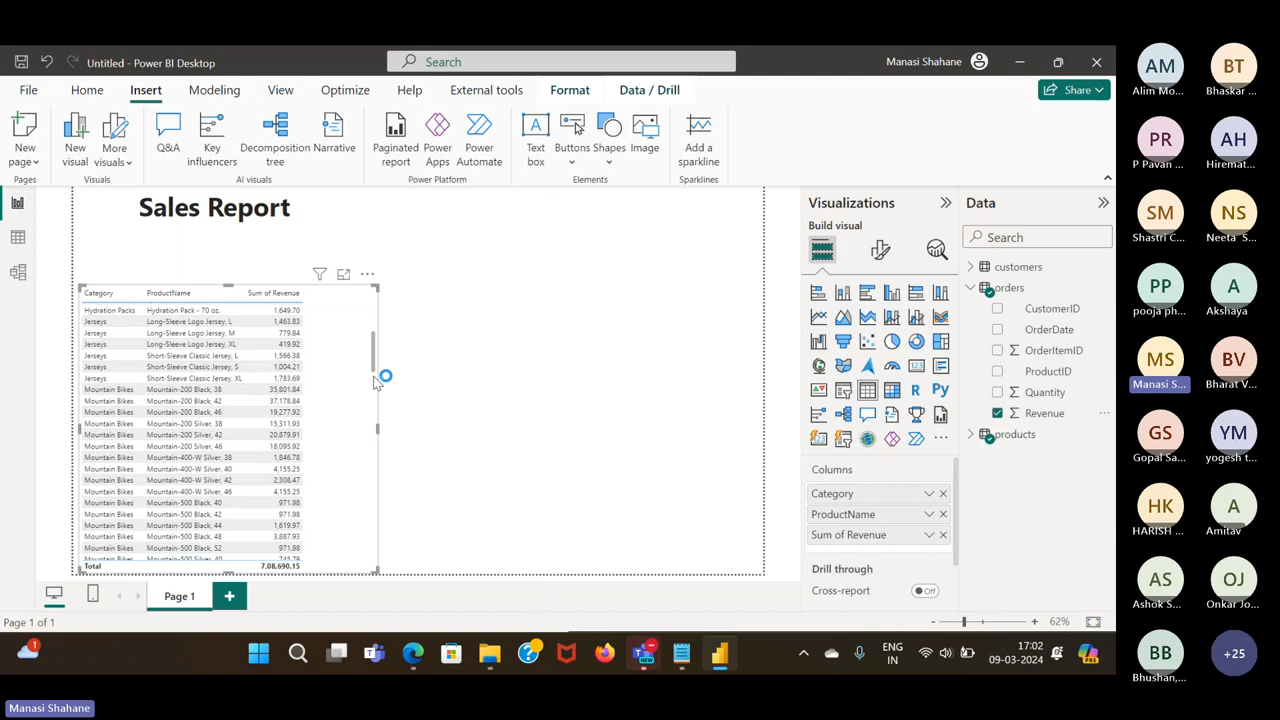 Untitled - Power BI Desktop
Search
Manasi Shahane
File
Home
Insert
Modeling
View
Optimize
Help
External tools
Format
Data / Drill
Share
New page
New visual
More visuals
Q&A
Key influencers
Decomposition tree
Narrative
Paginated report
Power Apps
Power Automate
Text box
Buttons
Shapes
Image
Add a sparkline
Pages
Visuals
AI visuals
Power Platform
Elements
Sparklines
Sales Report
Category ProductName Sum of Revenue
Hydration Packs Hydration Pack - 70 oz. 1,649.70
Jerseys Long-Sleeve Logo Jersey, L 1,463.83
Jerseys Long-Sleeve Logo Jersey, M 779.84
Jerseys Long-Sleeve Logo Jersey, XL 419.92
Jerseys Short-Sleeve Classic Jersey, L 1,566.38
Jerseys Short-Sleeve Classic Jersey, S 1,004.21
Jerseys Short-Sleeve Classic Jersey, XL 1,783.69
Mountain Bikes Mountain-200 Black, 38 35,801.84
Mountain Bikes Mountain-200 Black, 42 37,178.84
Mountain Bikes Mountain-200 Black, 46 19,277.92
Mountain Bikes Mountain-200 Silver, 38 15,311.93
Mountain Bikes Mountain-200 Silver, 42 20,879.91
Mountain Bikes Mountain-200 Silver, 46 18,095.92
Mountain Bikes Mountain-400-W Silver, 38 1,846.78
Mountain Bikes Mountain-400-W Silver, 40 4,155.25
Mountain Bikes Mountain-400-W Silver, 42 2,308.47
Mountain Bikes Mountain-400-W Silver, 46 4,155.25
Mountain Bikes Mountain-500 Black, 40 971.98
Mountain Bikes Mountain-500 Black, 42 971.98
Mountain Bikes Mountain-500 Black, 44 1,619.97
Mountain Bikes Mountain-500 Black, 48 3,887.93
Mountain Bikes Mountain-500 Black, 52 971.98
Mountain Bikes Mountain-500 Silver, 40 745.79
Total 7,08,690.15
Visualizations
Build visual
R
Py
Columns
Category
ProductName
Sum of Revenue
Drill through
Cross-report Off
Data
Search
customers
orders
CustomerID
OrderDate
OrderItemID
ProductID
Quantity
Revenue
products
Page 1
Page 1 of 1
62%
1
NEW
ENG
IN
17:02
09-03-2024
PRE
AM
Alim Mo...
BT
Bhaskar ...
PR
P Pavan ...
AH
Hiremat...
SM
Shastri C...
NS
Neeta S...
PP
pooja ph...
A
Akshaya
MS
Manasi S...
BV
Bharat V...
GS
Gopal Sa...
YM
yogesh t...
HK
HARISH ...
A
Amitav
AS
Ashok S...
OJ
Onkar Jo...
BB
Bhushan,...
+25
Manasi Shahane